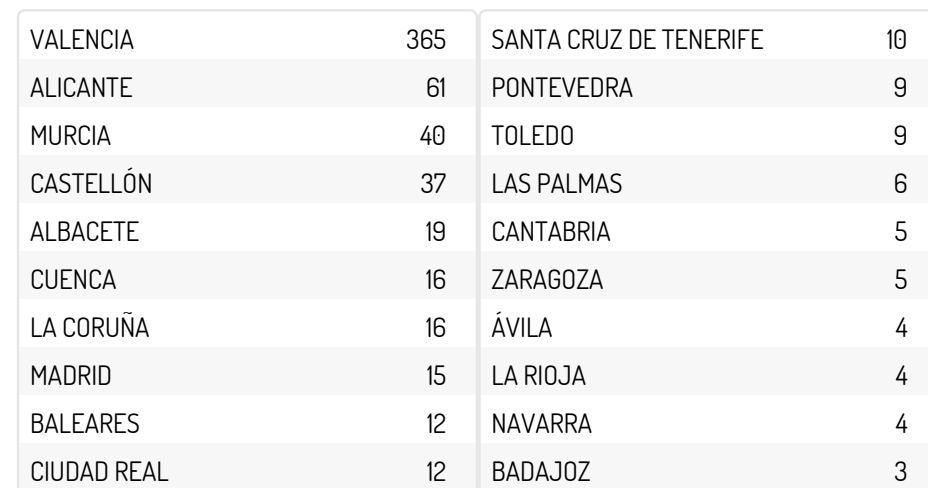 VALENCIA 365
ALICANTE 61
MURCIA 40
CASTELLÓN 37
ALBACETE 19
CUENCA 16
LA CORUÑA 16
MADRID 15
BALEARES 12
CIUDAD REAL 12
SANTA CRUZ DE TENERIFE 10
PONTEVEDRA 9
TOLEDO 9
LAS PALMAS 6
CANTABRIA 5
ZARAGOZA 5
ÁVILA 4
LA RIOJA 4
NAVARRA 4
BADAJOZ 3